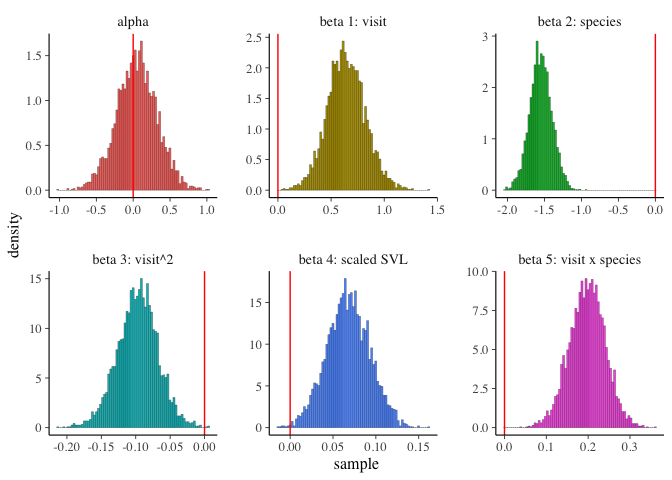 alpha
beta 1: visit
beta 2: species
1.5
1.0
0.5
0.0
-1.0 -0.5 0.0 0.5 1.0
2.5
2.0
1.5
1.0
0.5
0.0
0.0 0.5 1.0 1.5
3
2
1
0
-2.0 -1.5 -1.0 -0.5 0.0
density
beta 3: visit^2
beta 4: scaled SVL
beta 5: visit x species
15
10
5
0
-0.20 -0.15 -0.10 -0.05 0.00
15
10
5
0
0.00 0.05 0.10 0.15
10.0
7.5
5.0
2.5
0.0
0.0 0.1 0.2 0.3
sample